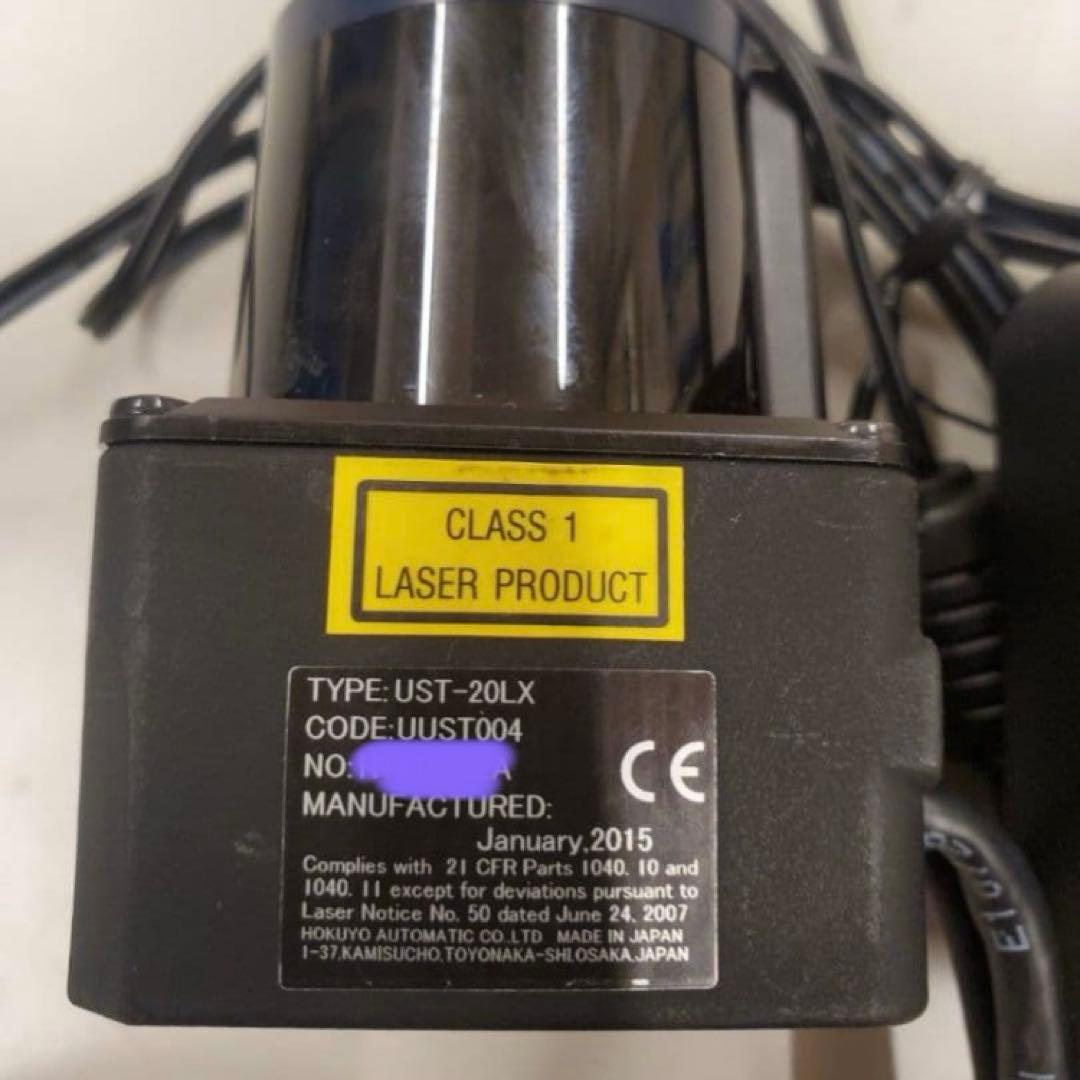 CLASS 1
LASER PRODUCT
TYPE: UST-20LX
CODE:UUST004
NO:
MANUFACTURED:
January,2015
CE
Complies with 21 CFR Parts 1040.10 and
1040.11 except for deviations pursuant to
Laser Notice No. 50 dated June 24, 2007
HOKUYO AUTOMATIC CO.,LTD MADE IN JAPAN
1-37,KAMISUCHO,TOYONAKA-SHI,OSAKA,JAPAN